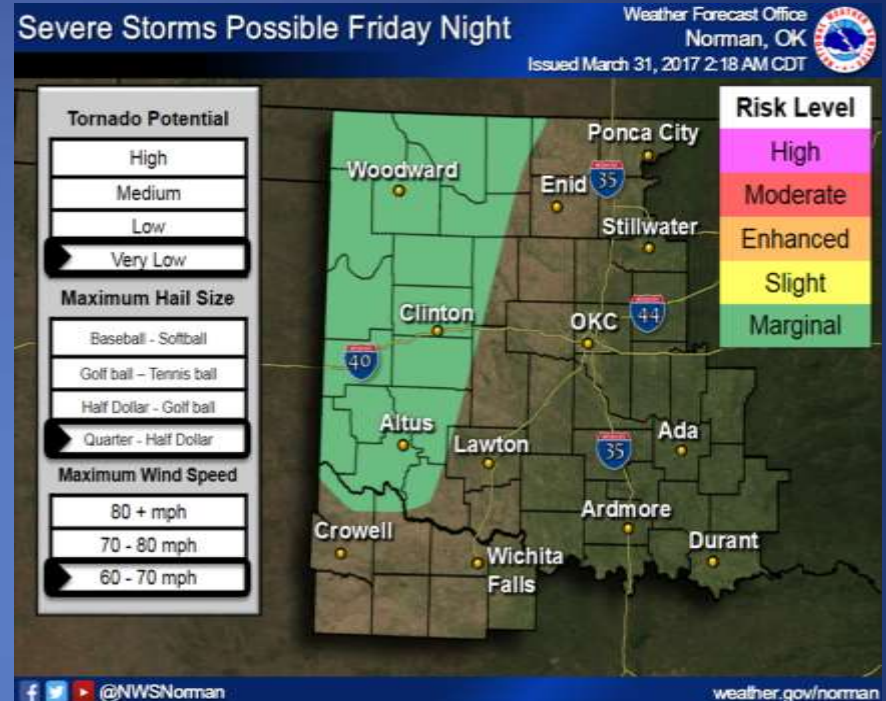 Severe Storms Possible Friday Night
Weather Forecast Office
Norman, OK
Issued March 31, 2017 2:18 AM CDT
Tornado Potential
High
Medium
Low
Very Low
Maximum Hail Size
Baseball - Softball
Golf ball – Tennis ball
Half Dollar - Golf ball
Quarter - Half Dollar
Maximum Wind Speed
80 + mph
70 - 80 mph
60 - 70 mph
Risk Level
High
Moderate
Enhanced
Slight
Marginal
Ponca City
Woodward
Enid
35
Stillwater
Clinton
OKC
44
40
Altus
Lawton
35
Ada
Ardmore
Crowell
Durant
Wichita
Falls
@NWSNorman
weather.gov/norman